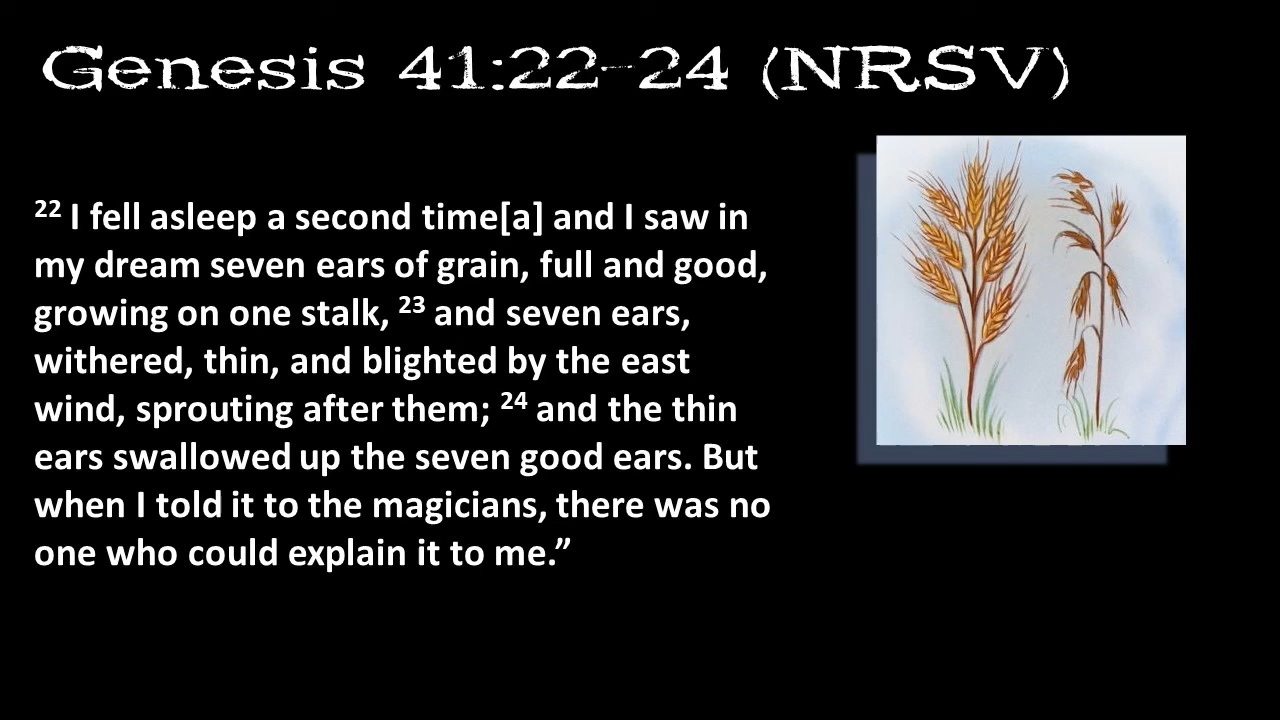 Genesis 41:22-24 (NRSV)
22 I fell asleep a second time[a] and I saw in
my dream seven ears of grain, full and good,
growing on one stalk, 23 and seven ears,
withered, thin, and blighted by the east
wind, sprouting after them; 24 and the thin
ears swallowed up the seven good ears. But
when I told it to the magicians, there was no
one who could explain it to me.”